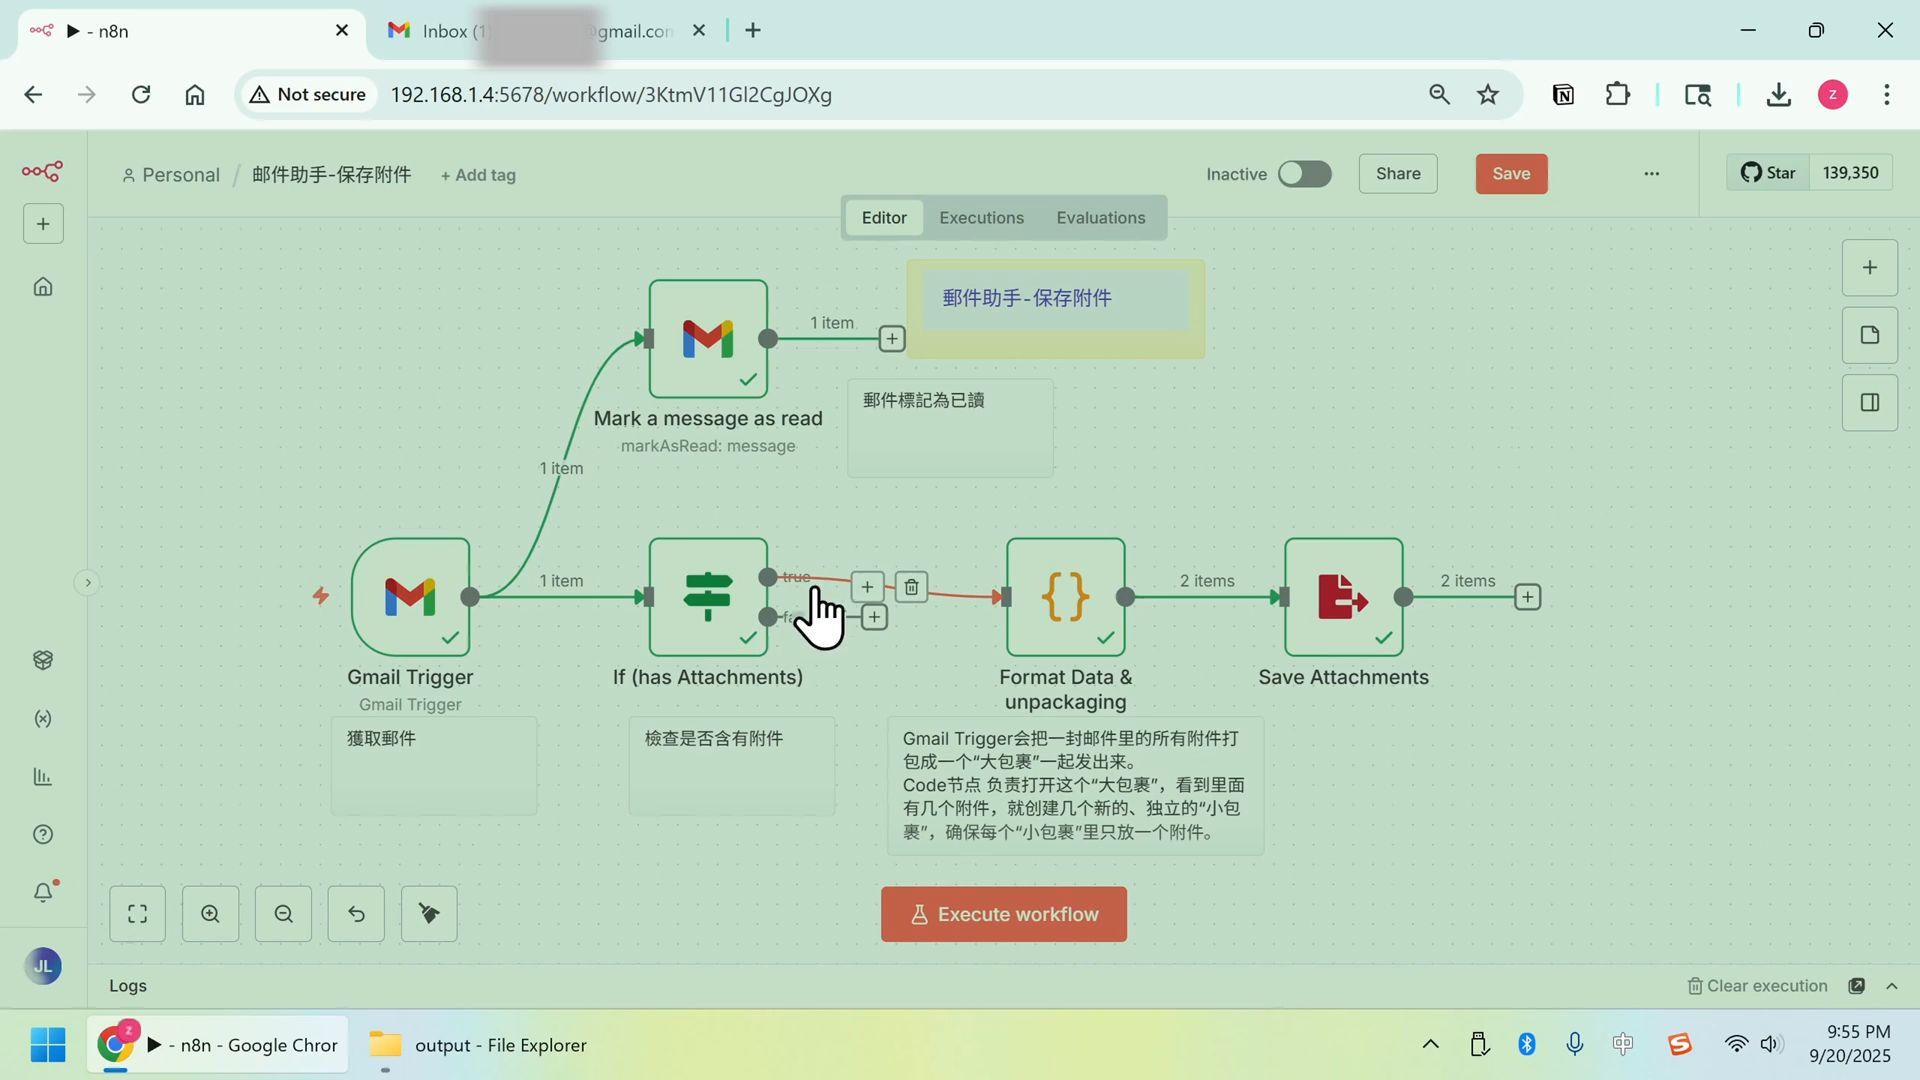 ▶ - n8n
Inbox (1) @gmail.com
Not secure
192.168.1.4:5678/workflow/3KtmV11Gl2CgJOXg
Personal / 邮件助手-保存附件 + Add tag
Inactive
Share
Save
Star 139,350
Editor Executions Evaluations
郵件助手-保存附件
1 item
郵件標記為已讀
Mark a message as read
markAsRead: message
1 item
1 item
true
2 items
2 items
Gmail Trigger
Gmail Trigger
獲取郵件
If (has Attachments)
檢查是否含有附件
Format Data &
unpackaging
Gmail Trigger会把一封邮件里的所有附件打
包成一个“大包裹”一起发出来。
Code节点 负责打开这个“大包裹”，看到里面
有几个附件，就创建几个新的、独立的“小包
裹”，确保每个“小包裹”里只放一个附件。
Save Attachments
Execute workflow
JL
Logs
Clear execution
▶ - n8n - Google Chror
output - File Explorer
中
9:55 PM
9/20/2025